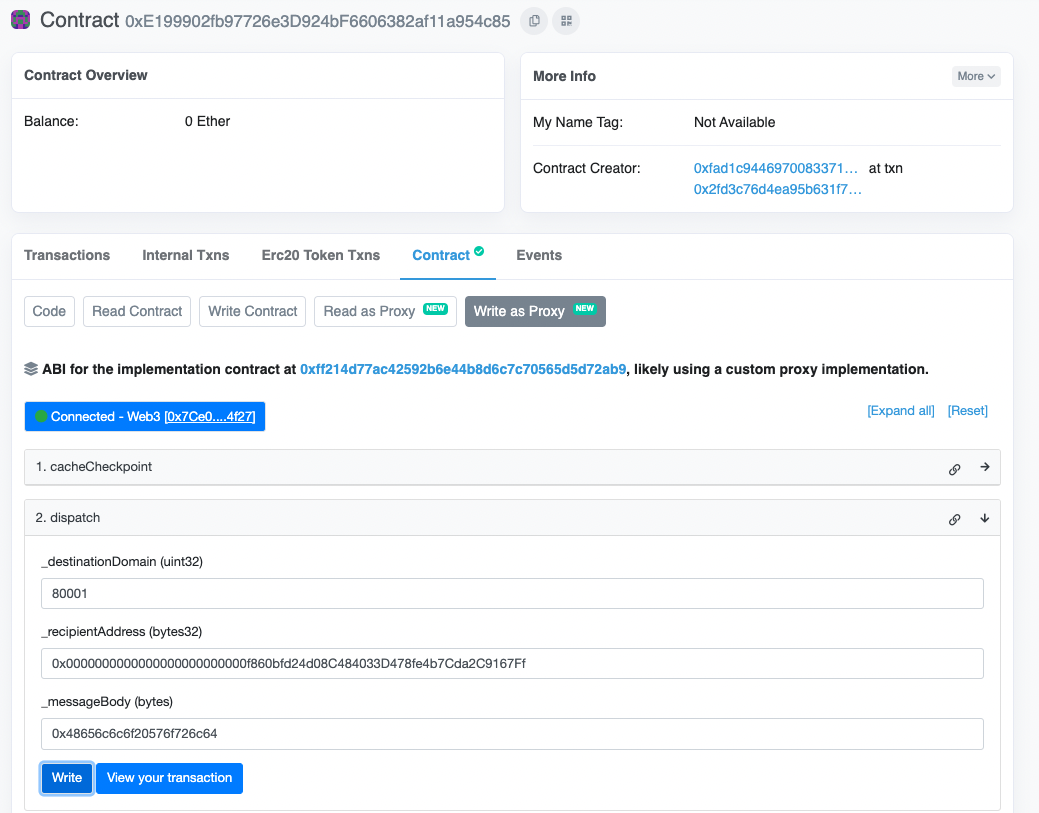 Contract 0xE199902fb97726e3D924bF6606382af11a954c85
Contract Overview
Balance: 0 Ether
More Info
More
My Name Tag: Not Available
Contract Creator: 0xfad1c9446970083371... at txn
0x2fd3c76d4ea95b631f7...
Transactions Internal Txns Erc20 Token Txns Contract Events
Code Read Contract Write Contract Read as Proxy NEW Write as Proxy NEW
ABI for the implementation contract at 0xff214d77ac42592b6e44b8d6c7c70565d5d72ab9, likely using a custom proxy implementation.
Connected - Web3 [0x7Ce0....4f27]
[Expand all] [Reset]
1. cacheCheckpoint
2. dispatch
_destinationDomain (uint32)
80001
_recipientAddress (bytes32)
0x000000000000000000000000f860bfd24d08C484033D478fe4b7Cda2C9167Ff
_messageBody (bytes)
0x48656c6c6f20576f726c64
Write View your transaction